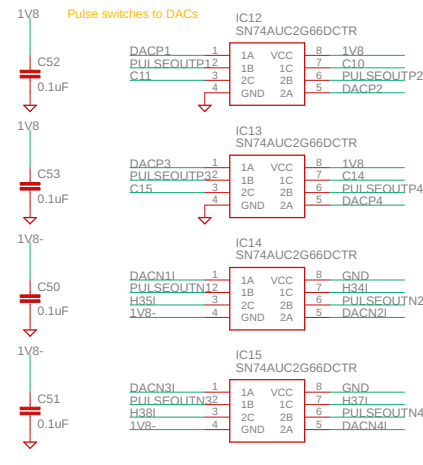 1V8 Pulse switches to DACs
IC12
SN74AUC2G66DCTR
C52
0.1uF
DACP1 1 1A VCC 8 1V8
PULSEOUTP1 2 1B 1C 7 C10
C11 3 2C 2B 6 PULSEOUTP2
4 GND 2A 5 DACP2
1V8
IC13
SN74AUC2G66DCTR
C53
0.1uF
DACP3 1 1A VCC 8 1V8
PULSEOUTP3 2 1B 1C 7 C14
C15 3 2C 2B 6 PULSEOUTP4
4 GND 2A 5 DACP4
1V8-
IC14
SN74AUC2G66DCTR
C50
0.1uF
DACN1I 1 1A VCC 8 GND
PULSEOUTN1 2 1B 1C 7 H34I
H35I 3 2C 2B 6 PULSEOUTN2
1V8- 4 GND 2A 5 DACN2I
1V8-
IC15
SN74AUC2G66DCTR
C51
0.1uF
DACN3I 1 1A VCC 8 GND
PULSEOUTN3 2 1B 1C 7 H37I
H38I 3 2C 2B 6 PULSEOUTN4
1V8- 4 GND 2A 5 DACN4I